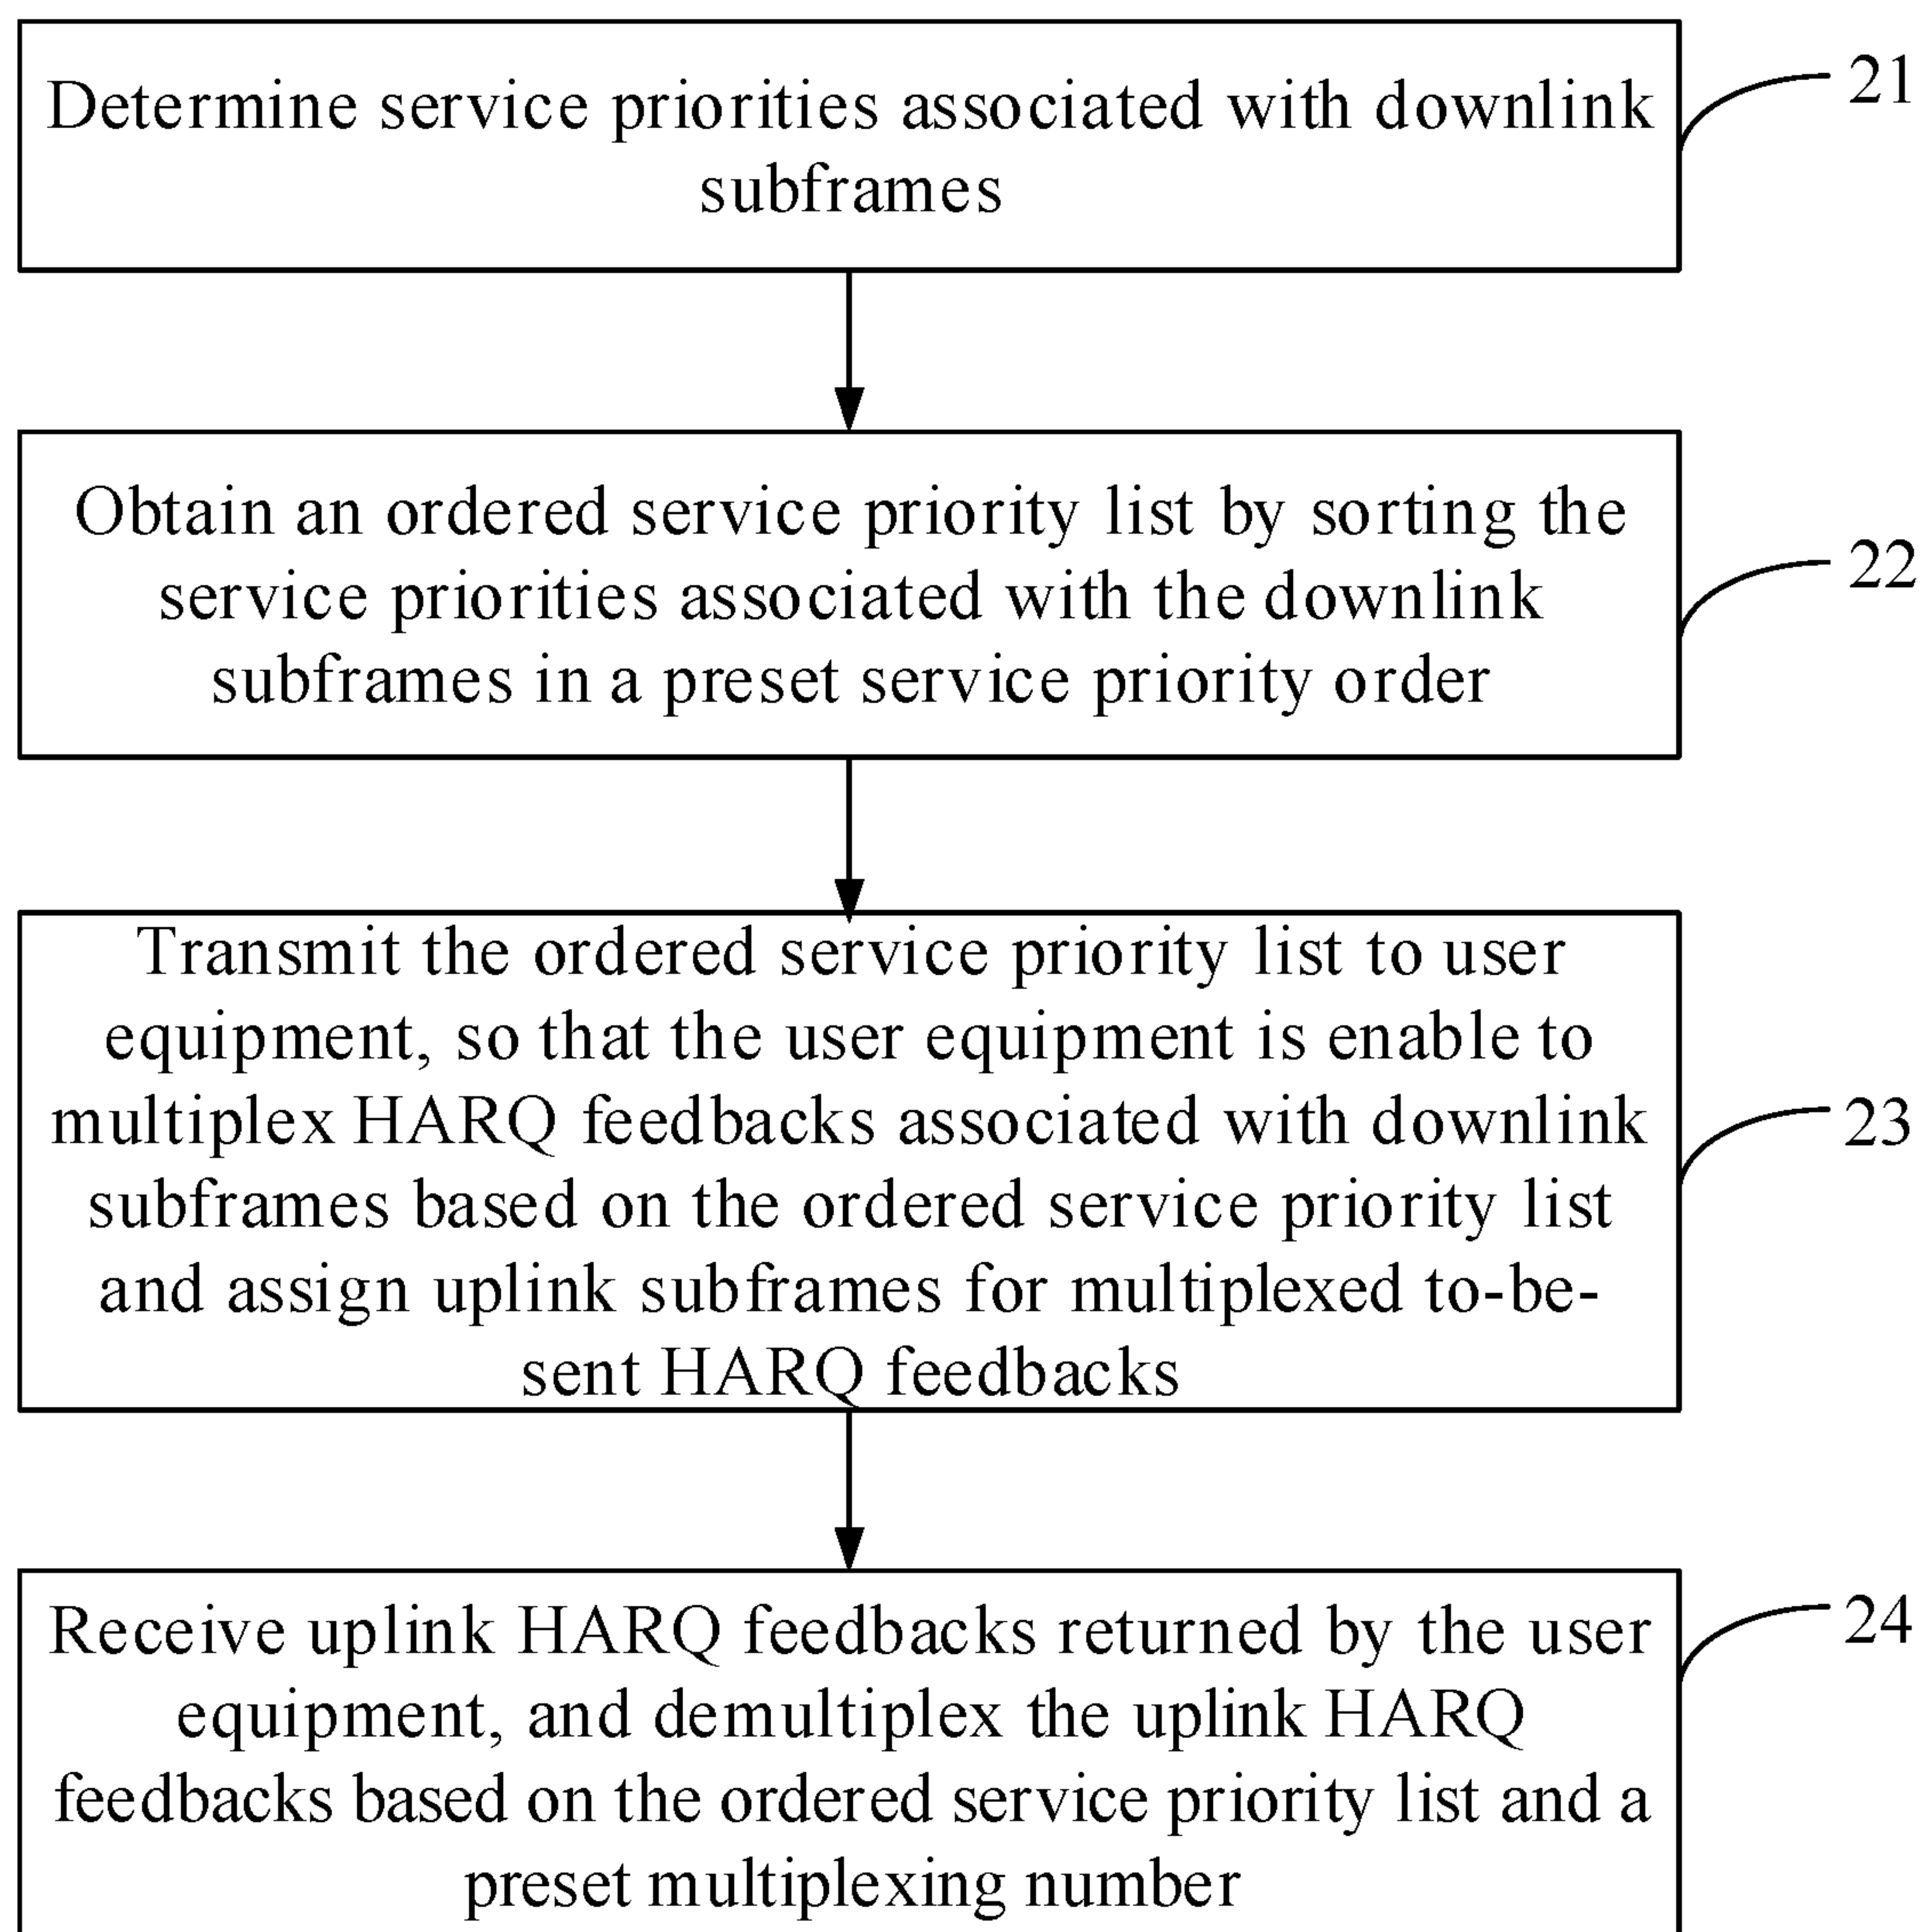 Determine service priorities associated with downlink
subframes
21
Obtain an ordered service priority list by sorting the
service priorities associated with the downlink
subframes in a preset service priority order
22
Transmit the ordered service priority list to user
equipment, so that the user equipment is enable to
multiplex HARQ feedbacks associated with downlink
subframes based on the ordered service priority list
and assign uplink subframes for multiplexed to-be-
sent HARQ feedbacks
23
Receive uplink HARQ feedbacks returned by the user
equipment, and demultiplex the uplink HARQ
feedbacks based on the ordered service priority list and a
preset multiplexing number
24